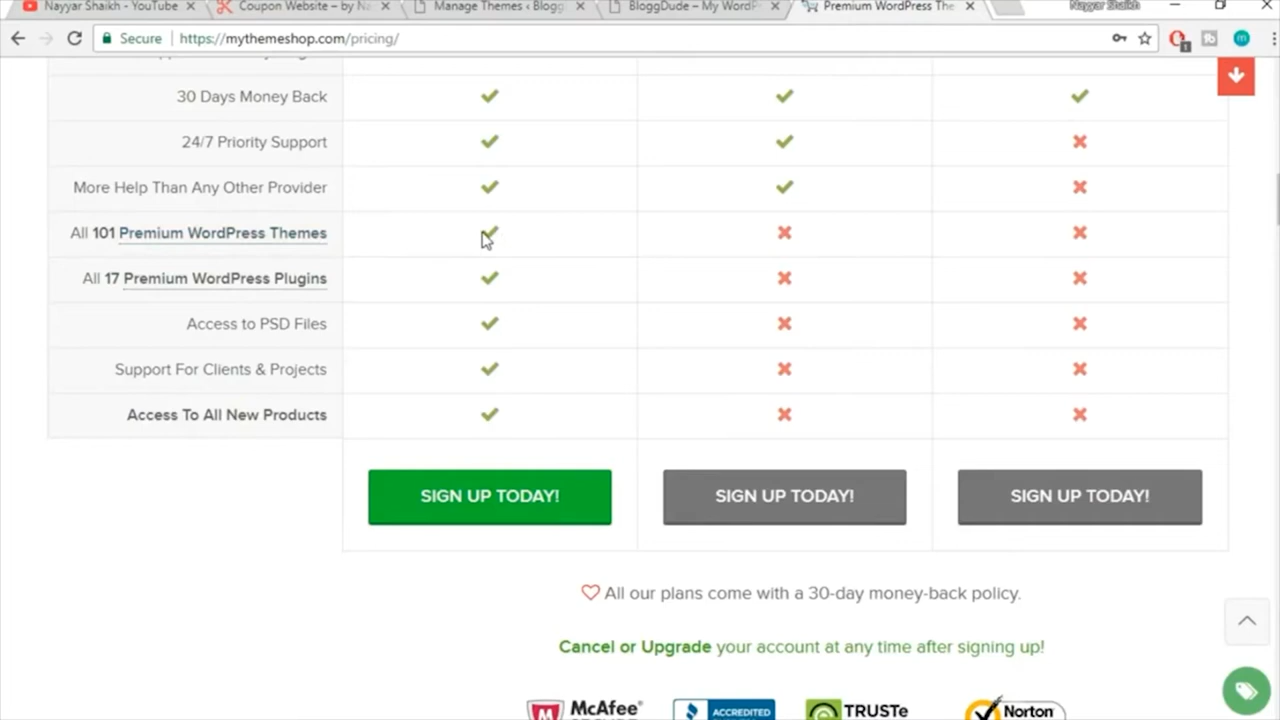 Nayyar Shaikh - YouTube
Coupon Website – by Na
Manage Themes ‹ Blogg
BloggDude – My WordP
Premium WordPress The
Nayyar Shaikh
Secure
https://mythemeshop.com/pricing/
1
m
30 Days Money Back
24/7 Priority Support
More Help Than Any Other Provider
All 101 Premium WordPress Themes
All 17 Premium WordPress Plugins
Access to PSD Files
Support For Clients & Projects
Access To All New Products
SIGN UP TODAY!
SIGN UP TODAY!
SIGN UP TODAY!
All our plans come with a 30-day money-back policy.
Cancel or Upgrade your account at any time after signing up!
McAfee
ACCREDITED
TRUSTe
Norton